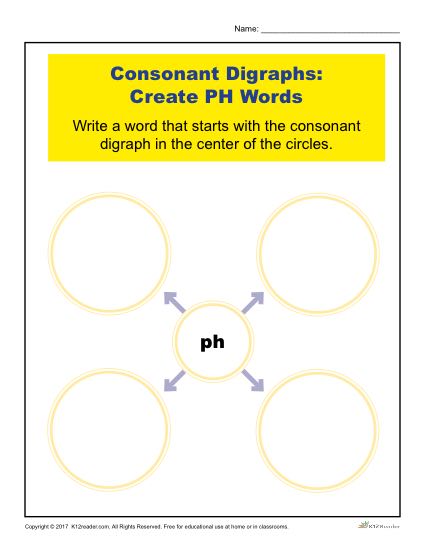 Name: ____________________
Consonant Digraphs:
Create PH Words
Write a word that starts with the consonant
digraph in the center of the circles.
ph
Copyright © 2017 K12reader.com. All Rights Reserved. Free for educational use at home or in classrooms.
K12Reader